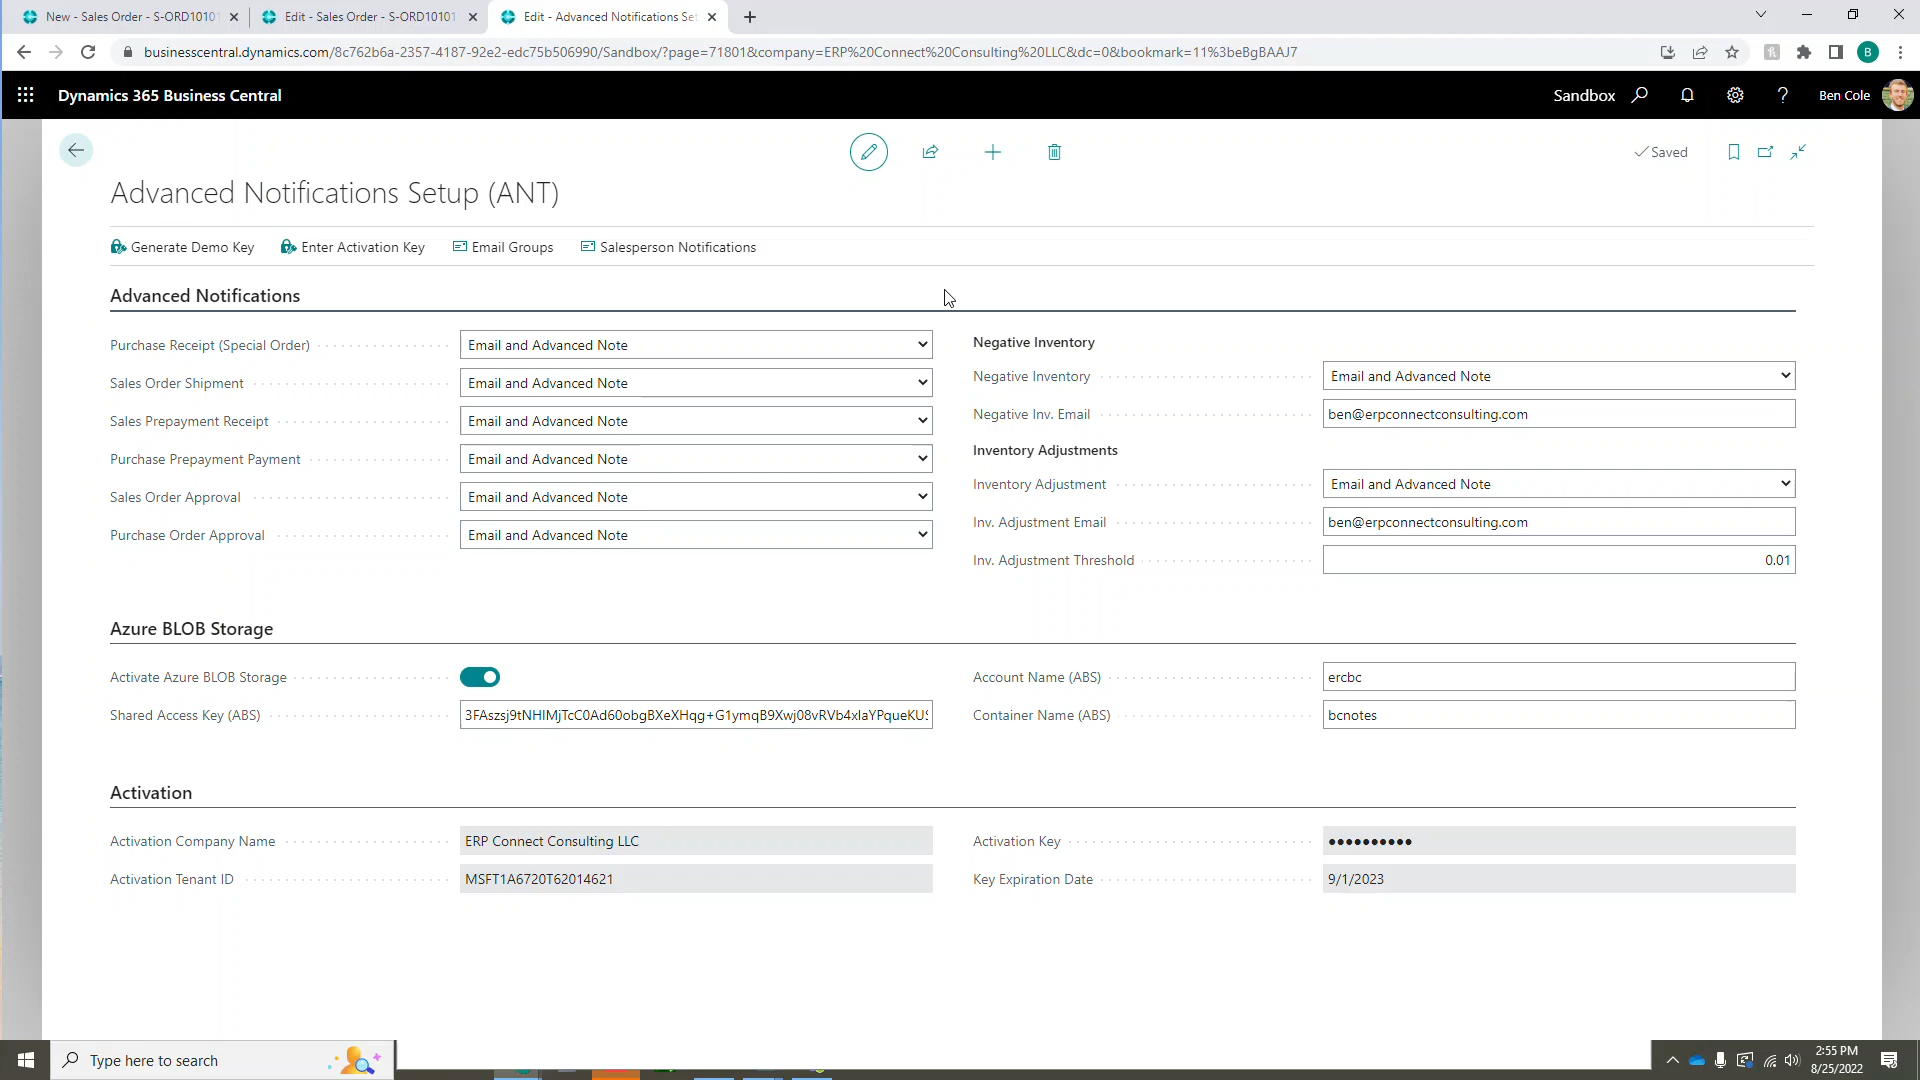 New - Sales Order - S-ORD1010
Edit - Sales Order - S-ORD10101
Edit - Advanced Notifications Se
businesscentral.dynamics.com/8c762b6a-2357-4187-92e2-edc75b506990/Sandbox/?page=71801&company=ERP%20Connect%20Consulting%20LLC&dc=0&bookmark=11%3beBgBAAJ7
B
Dynamics 365 Business Central
Sandbox
?
Ben Cole
Saved
Advanced Notifications Setup (ANT)
Generate Demo Key
Enter Activation Key
Email Groups
Salesperson Notifications
Advanced Notifications
Purchase Receipt (Special Order)
Email and Advanced Note
Sales Order Shipment
Email and Advanced Note
Sales Prepayment Receipt
Email and Advanced Note
Purchase Prepayment Payment
Email and Advanced Note
Sales Order Approval
Email and Advanced Note
Purchase Order Approval
Email and Advanced Note
Negative Inventory
Negative Inventory
Email and Advanced Note
Negative Inv. Email
ben@erpconnectconsulting.com
Inventory Adjustments
Inventory Adjustment
Email and Advanced Note
Inv. Adjustment Email
ben@erpconnectconsulting.com
Inv. Adjustment Threshold
0.01
Azure BLOB Storage
Activate Azure BLOB Storage
Shared Access Key (ABS)
Account Name (ABS)
ercbc
Container Name (ABS)
bcnotes
Activation
Activation Company Name
ERP Connect Consulting LLC
Activation Tenant ID
MSFT1A6720T62014621
Activation Key
●●●●●●●●●●
Key Expiration Date
9/1/2023
Type here to search
2:55 PM
8/25/2022